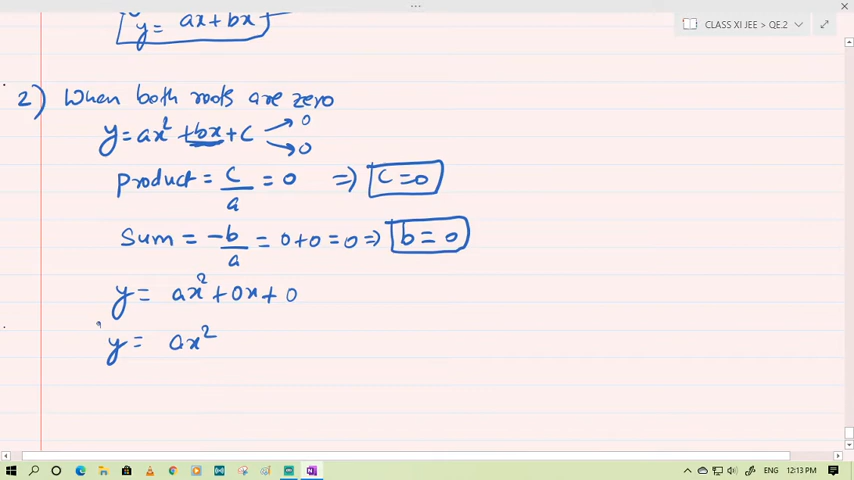 ...
CLASS XI JEE > QE.2
y = ax + bx
2) When both roots are zero
y = ax² + bx + c → 0
→ 0
Product = c/a = 0 ⇒ c = 0
Sum = -b/a = 0+0 = 0 ⇒ b = 0
y = ax² + 0x + 0
y = ax²
ENG 12:13 PM